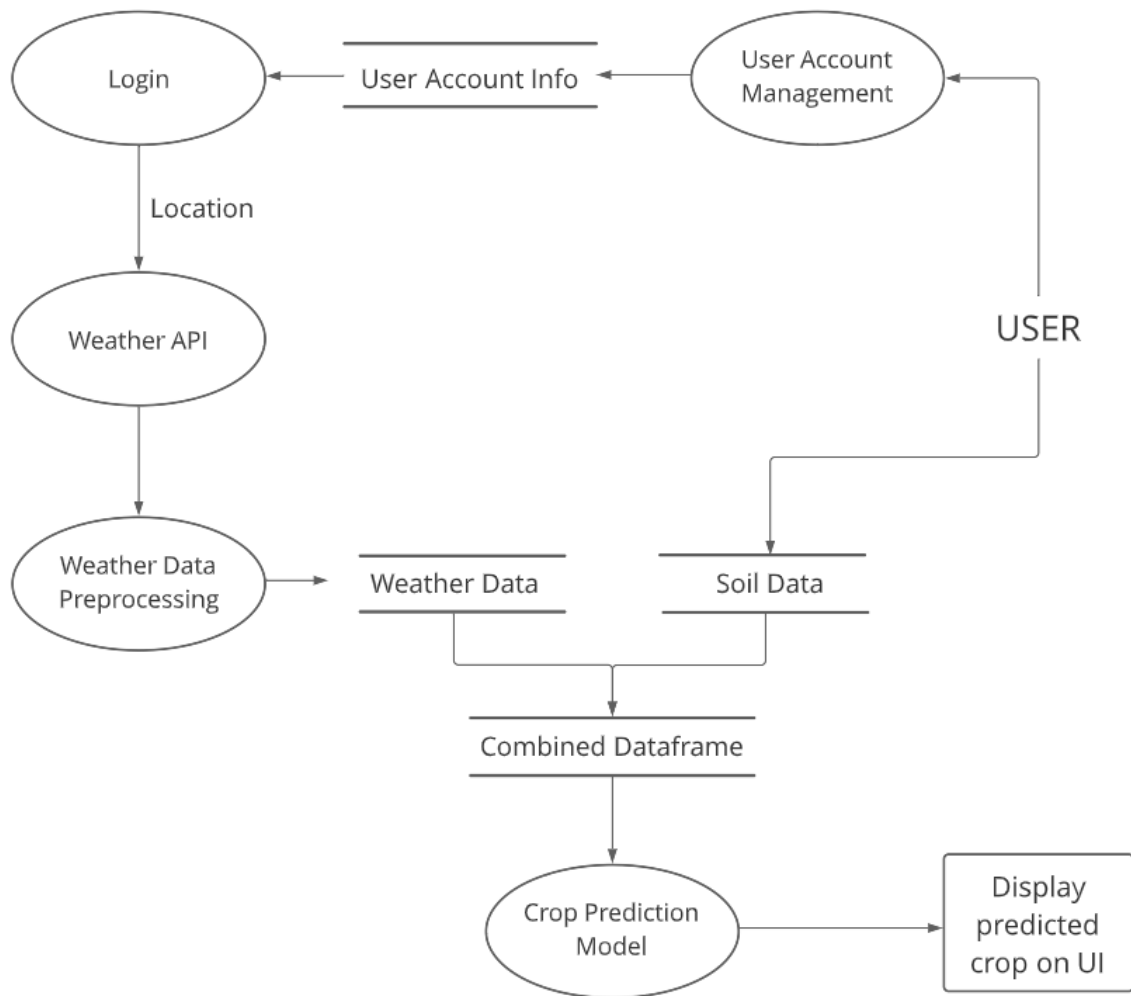 Login
User Account Info
User Account
Management
Location
USER
Weather API
Weather Data
Preprocessing
Weather Data
Soil Data
Combined Dataframe
Crop Prediction
Model
Display
predicted
crop on UI